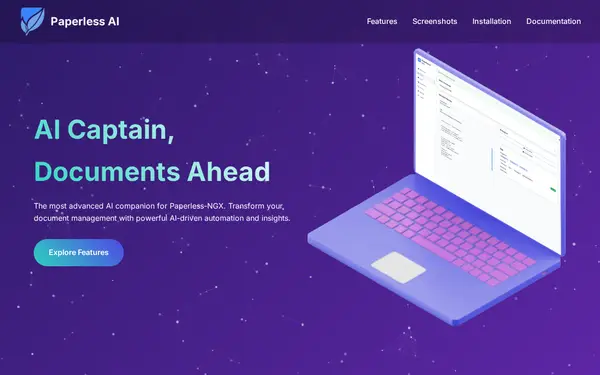 Paperless AI
Features
Screenshots
Installation
Documentation
AI Captain,
Documents Ahead
The most advanced AI companion for Paperless-NGX. Transform your,
document management with powerful AI-driven automation and insights.
Explore Features